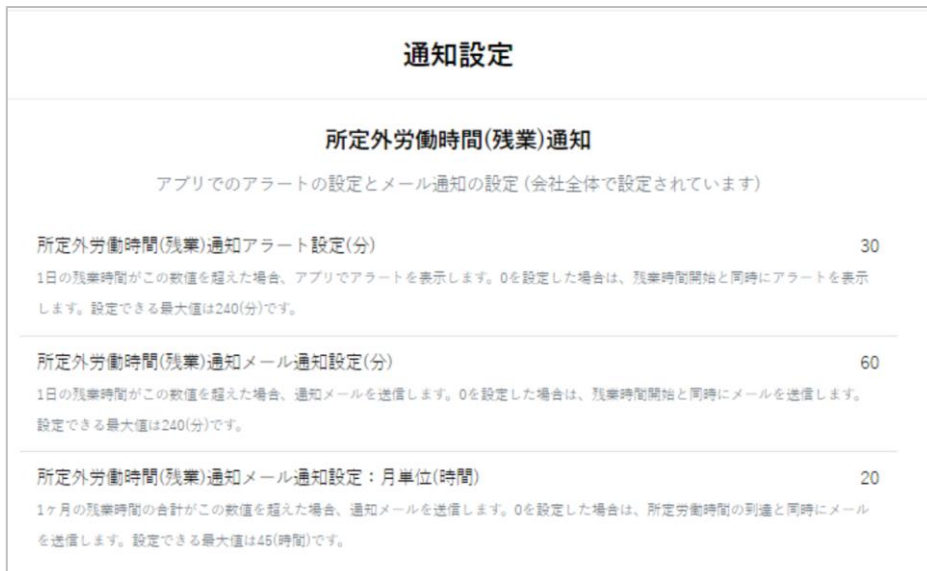 通知設定
所定外労働時間(残業)通知
アプリでのアラートの設定とメール通知の設定 (会社全体で設定されています)
所定外労働時間(残業)通知アラート設定(分) 30
1日の残業時間がこの数値を超えた場合、アプリでアラートを表示します。0を設定した場合は、残業時間開始と同時にアラートを表示
します。設定できる最大値は240(分)です。
所定外労働時間(残業)通知メール通知設定(分) 60
1日の残業時間がこの数値を超えた場合、通知メールを送信します。0を設定した場合は、残業時間開始と同時にメールを送信します。
設定できる最大値は240(分)です。
所定外労働時間(残業)通知メール通知設定：月単位(時間) 20
1ヶ月の残業時間の合計がこの数値を超えた場合、通知メールを送信します。0を設定した場合は、所定労働時間の到達と同時にメール
を送信します。設定できる最大値は45(時間)です。